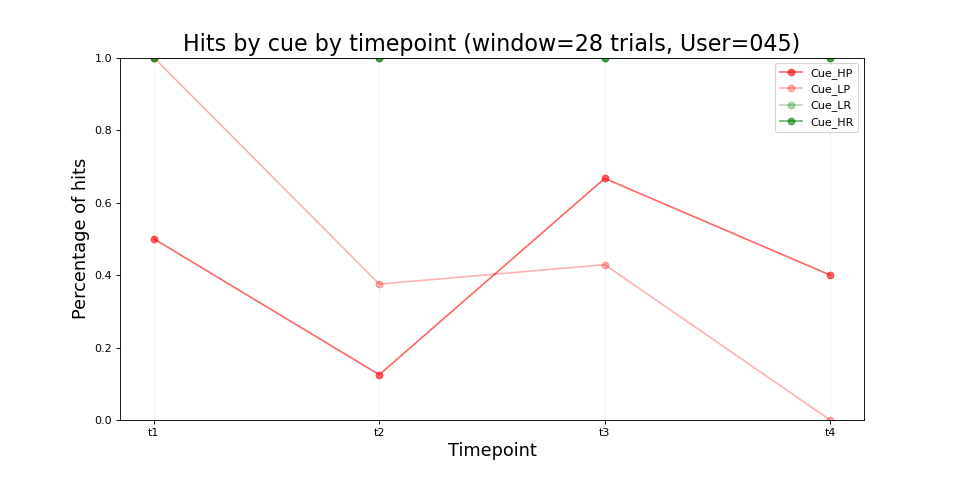 Hits by cue by timepoint (window=28 trials, User=045)
Percentage of hits
1.0
0.8
0.6
0.4
0.2
0.0
Cue_HP
Cue_LP
Cue_LR
Cue_HR
t1 t2 t3 t4
Timepoint